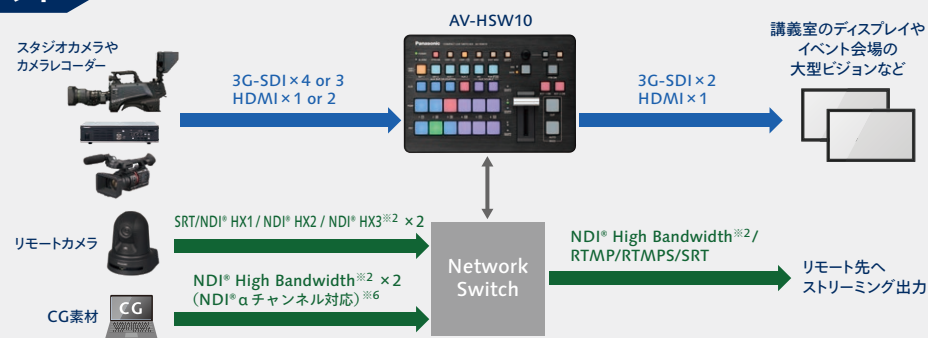 AV-HSW10
スタジオカメラや
カメラレコーダー
3G-SDI×4 or 3
HDMI×1 or 2
Panasonic
3G-SDI×2
HDMI×1
講義室のディスプレイや
イベント会場の
大型ビジョンなど
リモートカメラ
SRT/NDI® HX1 / NDI® HX2 / NDI® HX3※2 ×2
CG素材
CG
NDI® High Bandwidth※2 ×2
(NDI®αチャンネル対応)※6
Network
Switch
NDI® High Bandwidth※2/
RTMP/RTMPS/SRT
リモート先へ
ストリーミング出力